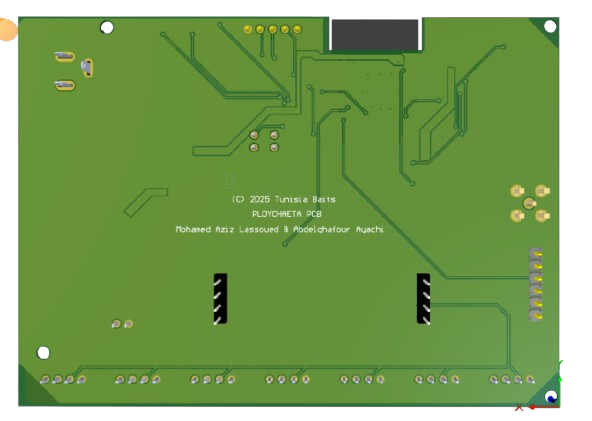 (C) 2025 Tunisia Baits
PLOYCHAETA PCB
Mohamed Aziz Lassoued & Abdelghafour Ayachi
X